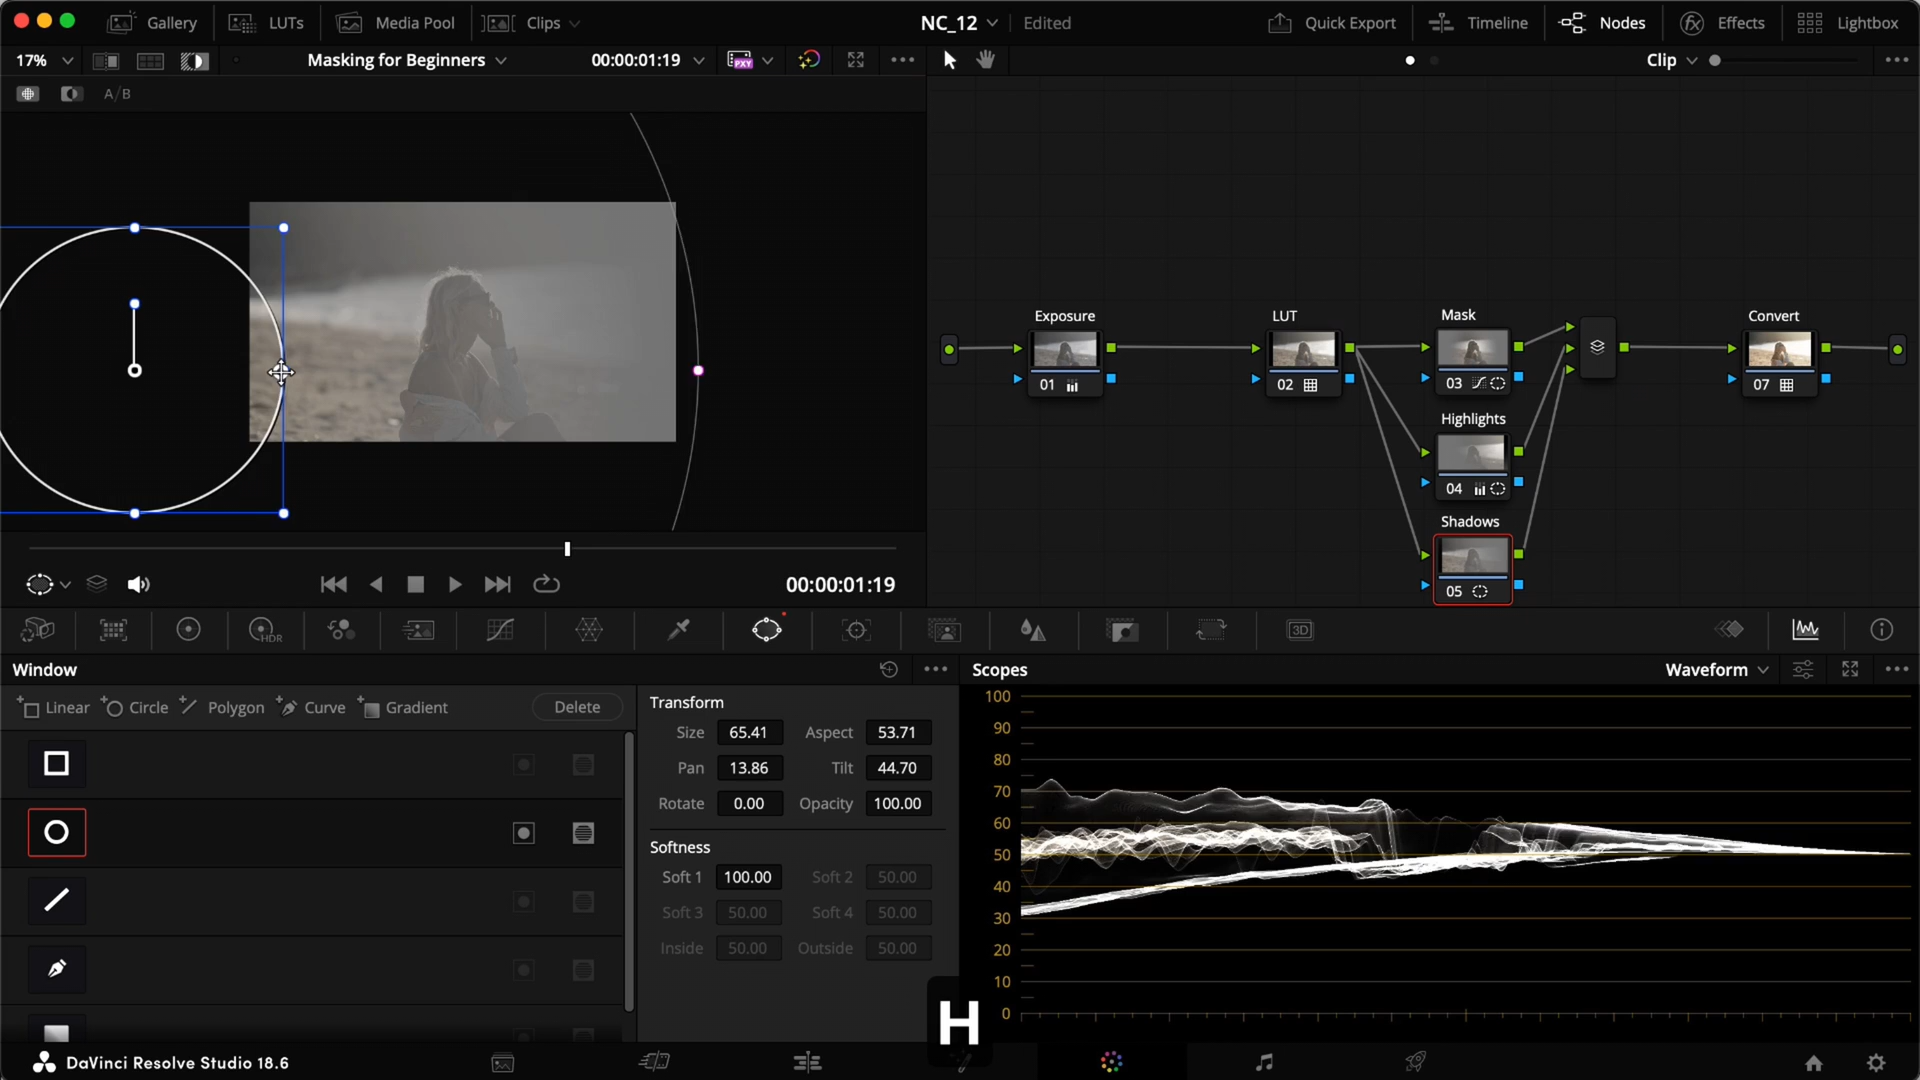 Gallery LUTs Media Pool Clips NC_12 Edited Quick Export Timeline Nodes Effects Lightbox
17% Masking for Beginners 00:00:01:19 PXY Clip
A/B
Exposure LUT Mask Convert
01 02 03 07
Highlights
04
Shadows
05
00:00:01:19
HDR 3D
Window Scopes Waveform
Linear Circle Polygon Curve Gradient Delete
Transform
Size 65.41 Aspect 53.71
Pan 13.86 Tilt 44.70
Rotate 0.00 Opacity 100.00
Softness
Soft 1 100.00 Soft 2 50.00
Soft 3 50.00 Soft 4 50.00
Inside 50.00 Outside 50.00
100
90
80
70
60
50
40
30
20
10
0
H
DaVinci Resolve Studio 18.6